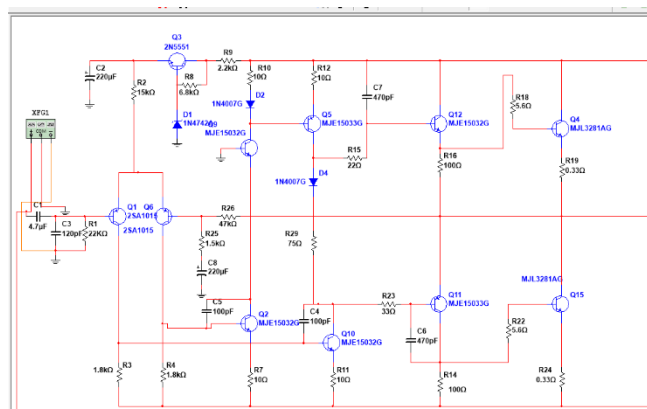 Q3
2N5551
R9
2.2kΩ
C2
220µF
R2
15kΩ
R8
6.8kΩ
R10
10Ω
R12
10Ω
C7
470pF
R18
5.6Ω
D2
1N4007G
XFG1
D1
1N4742A
Q9
MJE15032G
Q5
MJE15033G
Q12
MJE15032G
Q4
MJL3281AG
R15
22Ω
R16
100Ω
R19
0.33Ω
D4
1N4007G
C1
4.7µF
C3
120pF
R1
22KΩ
Q1
Q6
2SA1015
2SA1015
R26
47kΩ
R25
1.5kΩ
C8
220µF
R29
75Ω
MJL3281AG
Q15
C5
100pF
Q2
MJE15032G
C4
100pF
R23
33Ω
Q11
MJE15033G
Q10
MJE15032G
C6
470pF
R22
5.6Ω
R3
1.8kΩ
R4
1.8kΩ
R7
10Ω
R11
10Ω
R14
100Ω
R24
0.33Ω